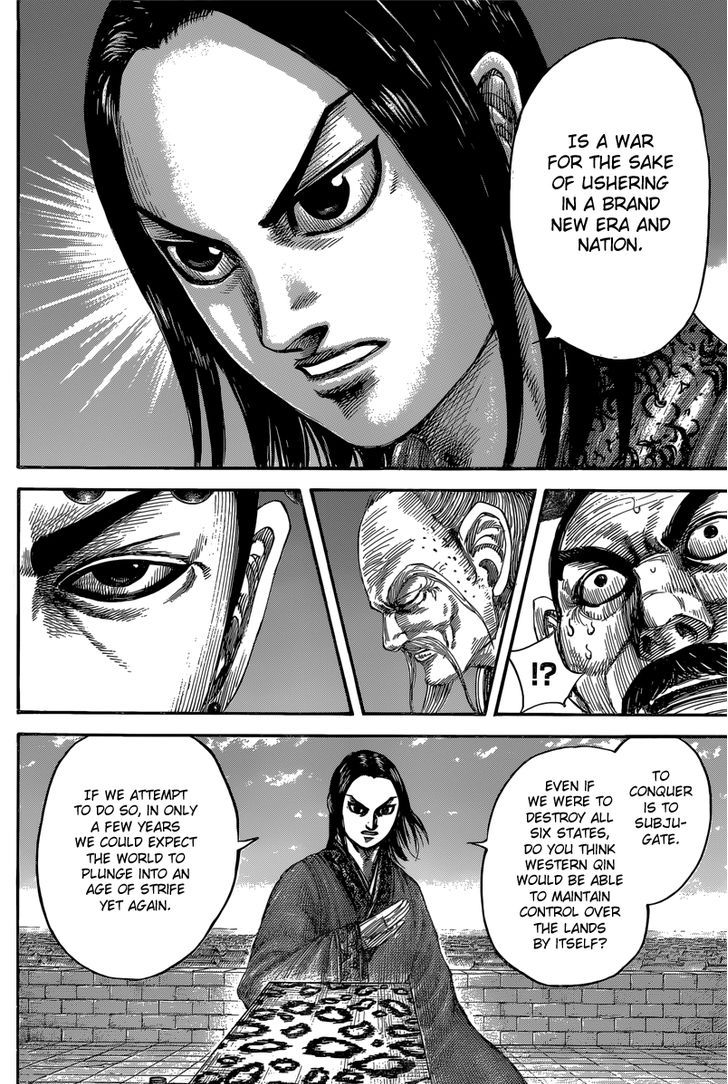 IS A WAR
FOR THE SAKE
OF USHERING
IN A BRAND
NEW ERA AND
NATION.
!?
TO
CONQUER
IS TO
SUBJU-
GATE.
EVEN IF
WE WERE TO
DESTROY ALL
SIX STATES,
DO YOU THINK
WESTERN QIN
WOULD BE ABLE
TO MAINTAIN
CONTROL OVER
THE LANDS
BY ITSELF?
IF WE ATTEMPT
TO DO SO, IN ONLY
A FEW YEARS
WE COULD EXPECT
THE WORLD TO
PLUNGE INTO AN
AGE OF STRIFE
YET AGAIN.